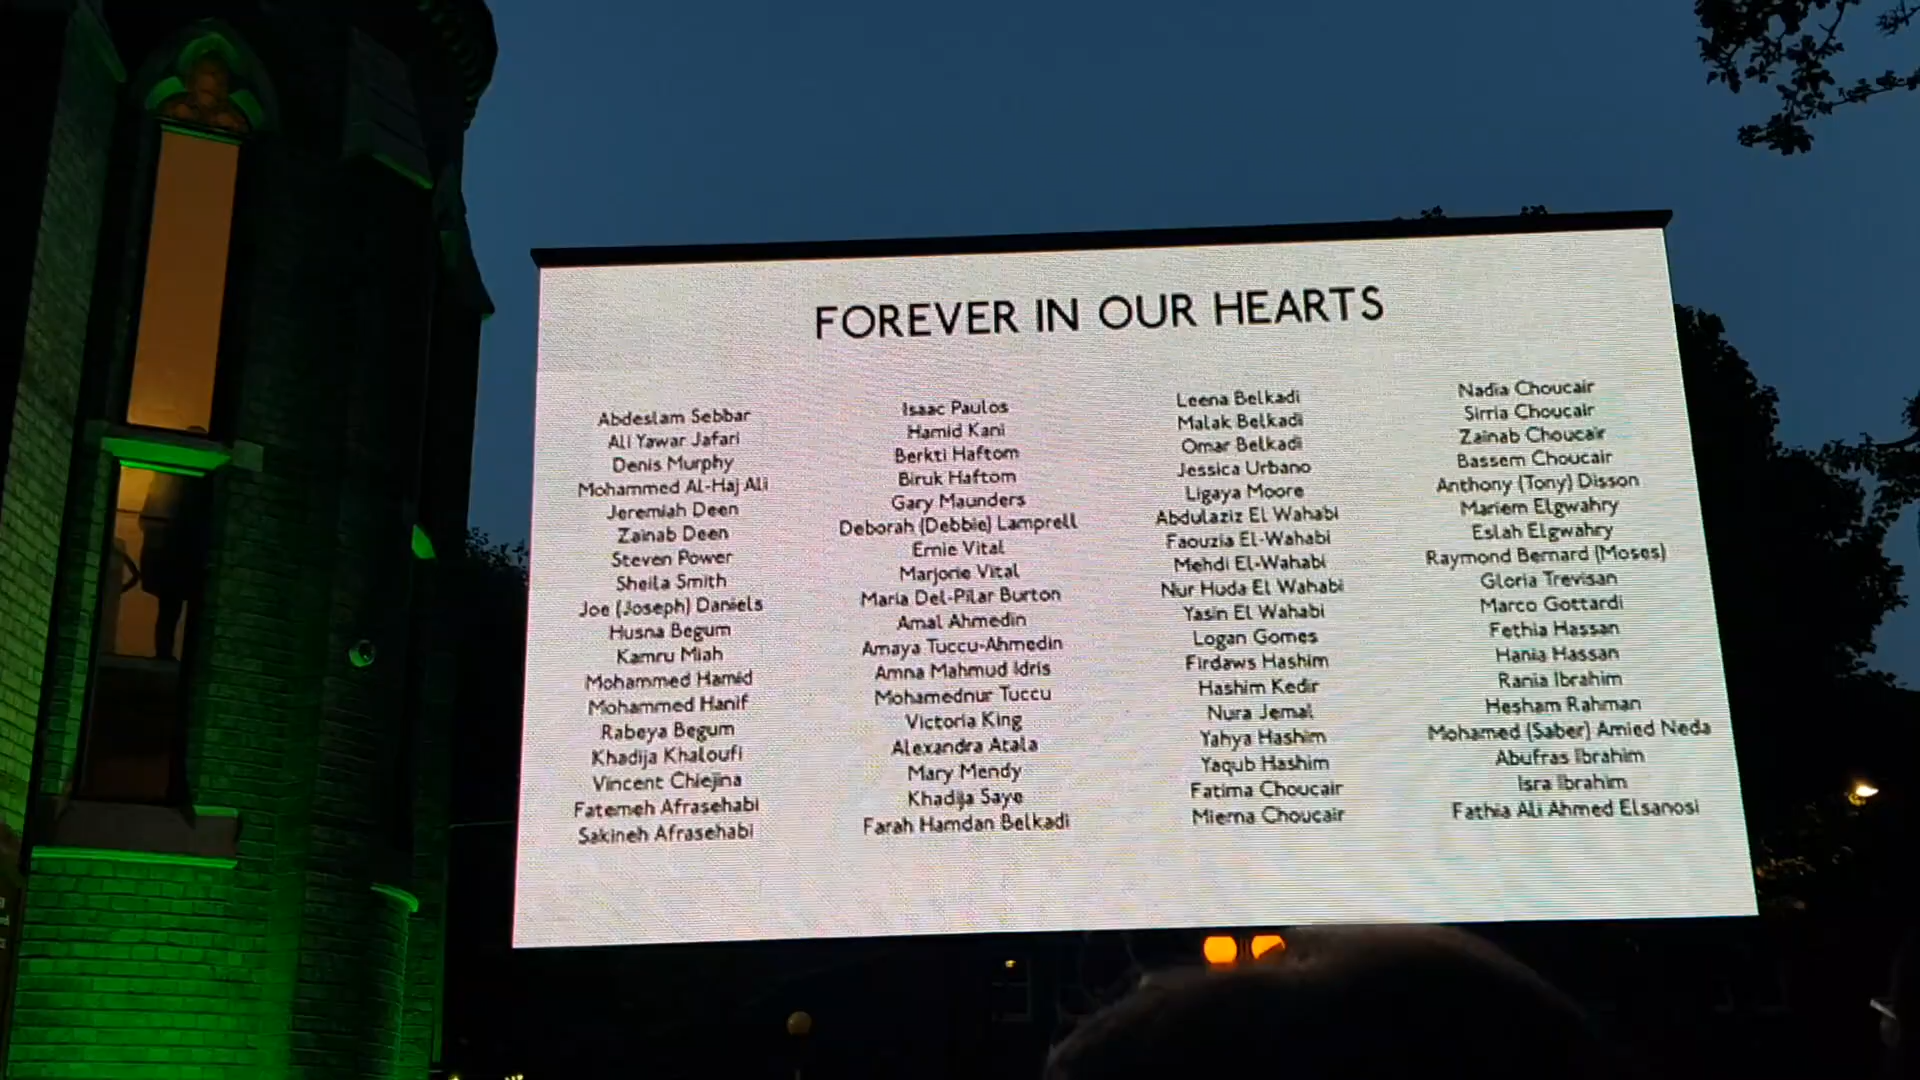 FOREVER IN OUR HEARTS
Abdeslam Sebbar
Ali Yawar Jafari
Denis Murphy
Mohammed Al-Haj Ali
Jeremiah Deen
Zainab Deen
Steven Power
Sheila Smith
Joe (Joseph) Daniels
Husna Begum
Kamru Miah
Mohammed Hamid
Mohammed Hanif
Rabeya Begum
Khadija Khaloufi
Vincent Chiejina
Fatemeh Afrasehabi
Sakineh Afrasehabi
Isaac Paulos
Hamid Kani
Berkti Haftom
Biruk Haftom
Gary Maunders
Deborah (Debbie) Lamprell
Ernie Vital
Marjorie Vital
Maria Del-Pilar Burton
Amal Ahmedin
Amaya Tuccu-Ahmedin
Amna Mahmud Idris
Mohamednur Tuccu
Victoria King
Alexandra Atala
Mary Mendy
Khadija Saye
Farah Hamdan Belkadi
Leena Belkadi
Malak Belkadi
Omar Belkadi
Jessica Urbano
Ligaya Moore
Abdulaziz El Wahabi
Faouzia El-Wahabi
Mehdi El-Wahabi
Nur Huda El Wahabi
Yasin El Wahabi
Logan Gomes
Firdaws Hashim
Hashim Kedir
Nura Jemal
Yahya Hashim
Yaqub Hashim
Fatima Choucair
Mierna Choucair
Nadia Choucair
Sirria Choucair
Zainab Choucair
Bassem Choucair
Anthony (Tony) Disson
Mariem Elgwahry
Eslah Elgwahry
Raymond Bernard (Moses)
Gloria Trevisan
Marco Gottardi
Fethia Hassan
Hania Hassan
Rania Ibrahim
Hesham Rahman
Mohamed (Saber) Amied Neda
Abufras Ibrahim
Isra Ibrahim
Fathia Ali Ahmed Elsanosi